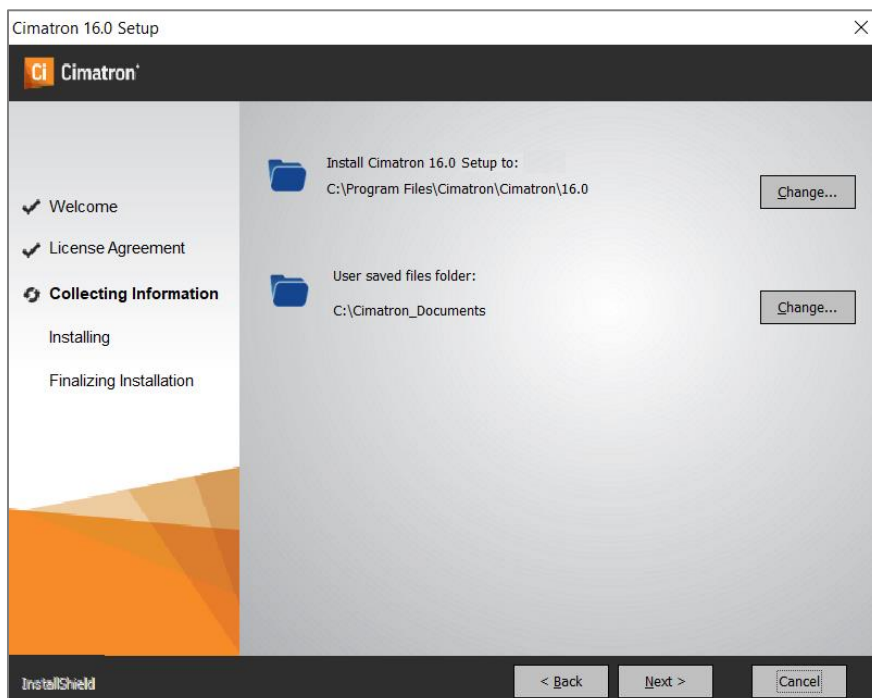 Cimatron 16.0 Setup
Ci Cimatron
Welcome
License Agreement
Collecting Information
Installing
Finalizing Installation
Install Cimatron 16.0 Setup to:
C:\Program Files\Cimatron\Cimatron\16.0
Change...
User saved files folder:
C:\Cimatron_Documents
Change...
InstallShield
< Back
Next >
Cancel